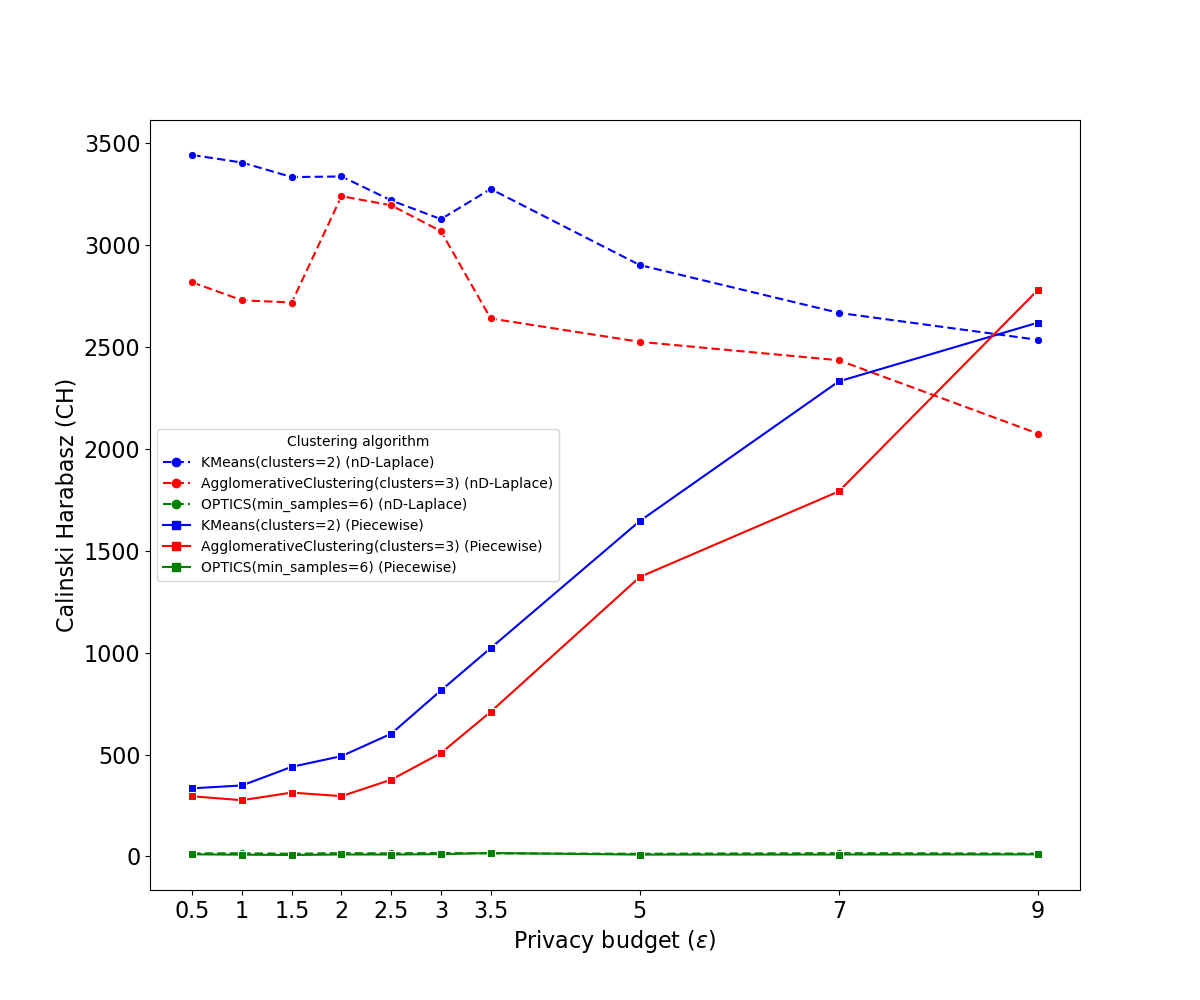 3500
3000
2500
2000
1500
1000
500
0
Calinski Harabasz (CH)
Clustering algorithm
KMeans(clusters=2) (nD-Laplace)
AgglomerativeClustering(clusters=3) (nD-Laplace)
OPTICS(min_samples=6) (nD-Laplace)
KMeans(clusters=2) (Piecewise)
AgglomerativeClustering(clusters=3) (Piecewise)
OPTICS(min_samples=6) (Piecewise)
0.5 1 1.5 2 2.5 3 3.5 5 7 9
Privacy budget (ε)